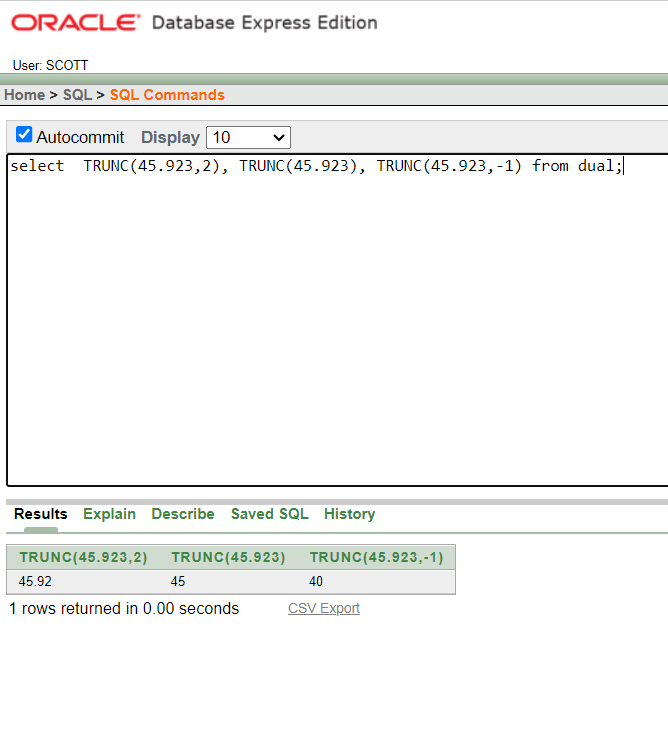 ORACLE® Database Express Edition
User: SCOTT
Home > SQL > SQL Commands
Autocommit Display 10
select  TRUNC(45.923,2), TRUNC(45.923), TRUNC(45.923,-1) from dual;
Results Explain Describe Saved SQL History
TRUNC(45.923,2) TRUNC(45.923) TRUNC(45.923,-1)
45.92 45 40
1 rows returned in 0.00 seconds CSV Export